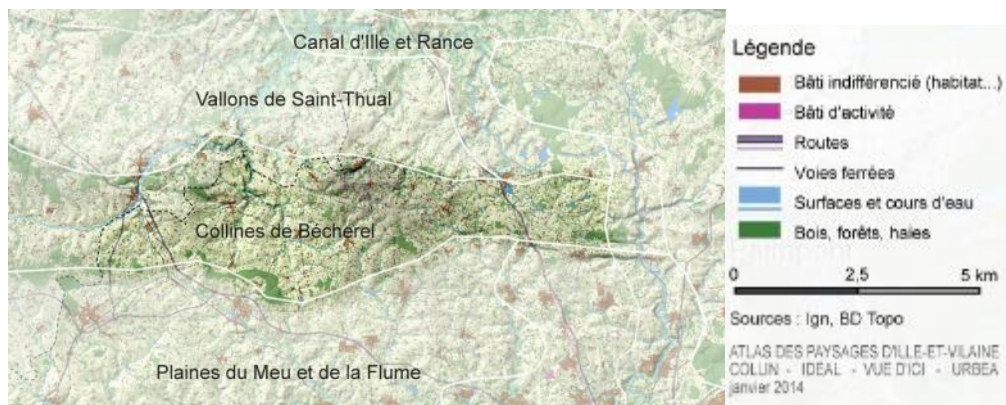 Canal d'Ille et Rance
Vallons de Saint-Thual
Collines de Bécherel
Plaines du Meu et de la Flume
Légende
Bâti indifférencié (habitat...)
Bâti d'activité
Routes
Voies ferrées
Surfaces et cours d'eau
Bois, forêts, haies
0 2,5 5 km
Sources : Ign, BD Topo
ATLAS DES PAYSAGES D'ILLE-ET-VILAINE
COLLIN - IDEAL - VUE D'ICI - URBEA
janvier 2014